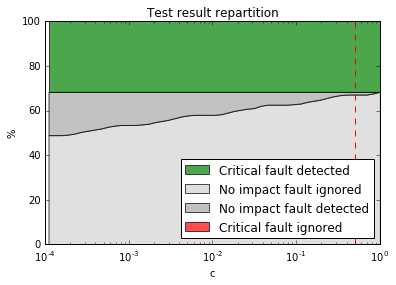 Test result repartition
100
80
60
40
20
0
%
Critical fault detected
No impact fault ignored
No impact fault detected
Critical fault ignored
10⁻⁴
10⁻³
10⁻²
10⁻¹
10⁰
c